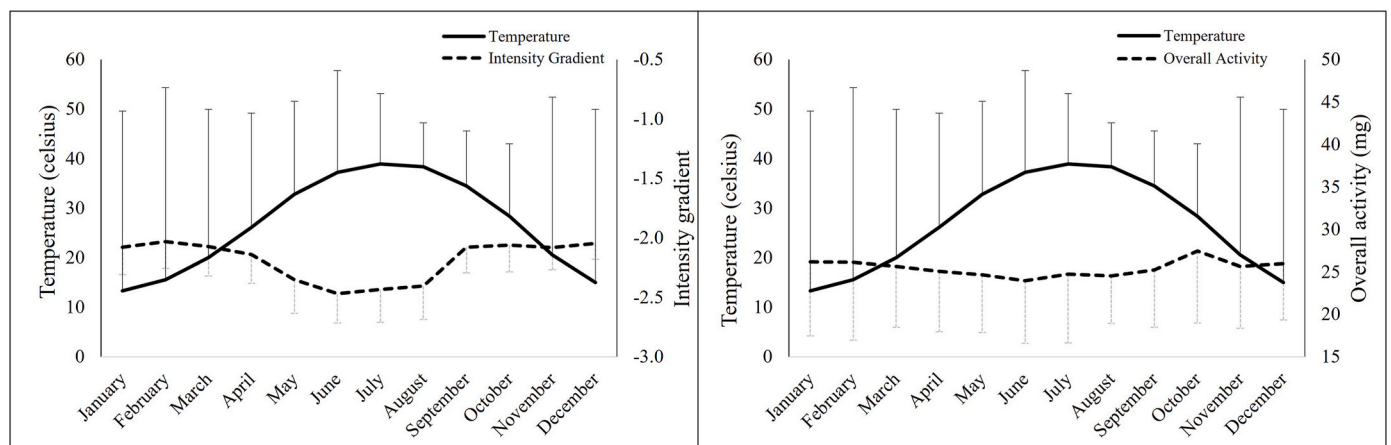 Temperature
Intensity Gradient
Temperature (celsius)
60
50
40
30
20
10
0
-0.5
-1.0
-1.5
-2.0
-2.5
-3.0
Intensity gradient
January
February
March
April
May
June
July
August
September
October
November
December
Temperature
Overall Activity
Temperature (celsius)
60
50
40
30
20
10
0
50
45
40
35
30
25
20
15
Overall activity (mg)
January
February
March
April
May
June
July
August
September
October
November
December